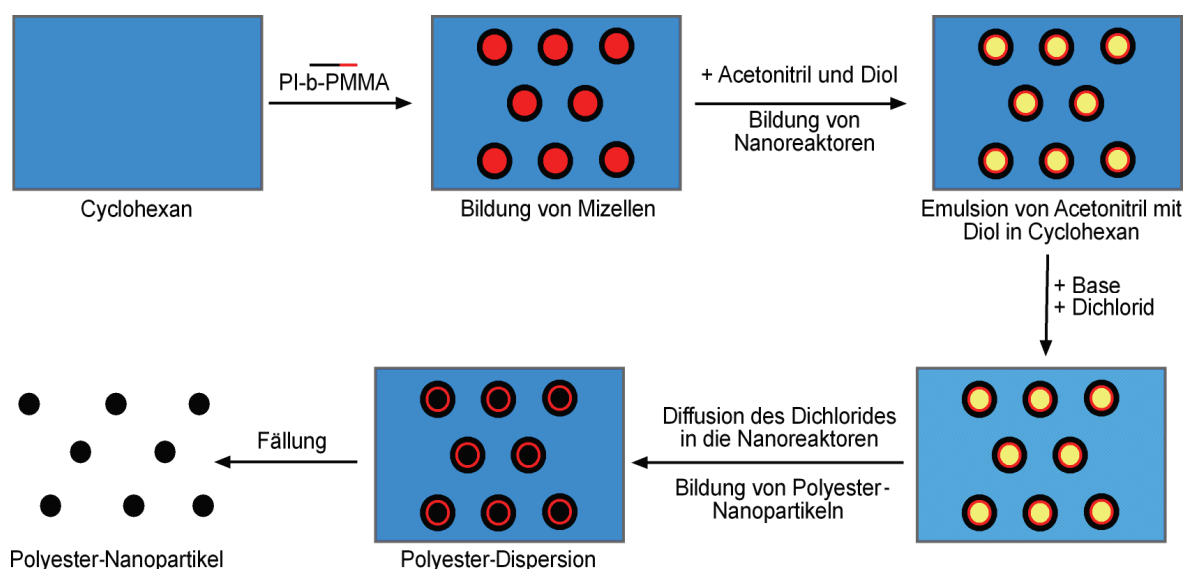 PI-b-PMMA
Cyclohexan
Bildung von Mizellen
+ Acetonitril und Diol
Bildung von
Nanoreaktoren
Emulsion von Acetonitril mit
Diol in Cyclohexan
+ Base
+ Dichlorid
Diffusion des Dichlorides
in die Nanoreaktoren
Bildung von Polyester-
Nanopartikeln
Polyester-Dispersion
Fällung
Polyester-Nanopartikel